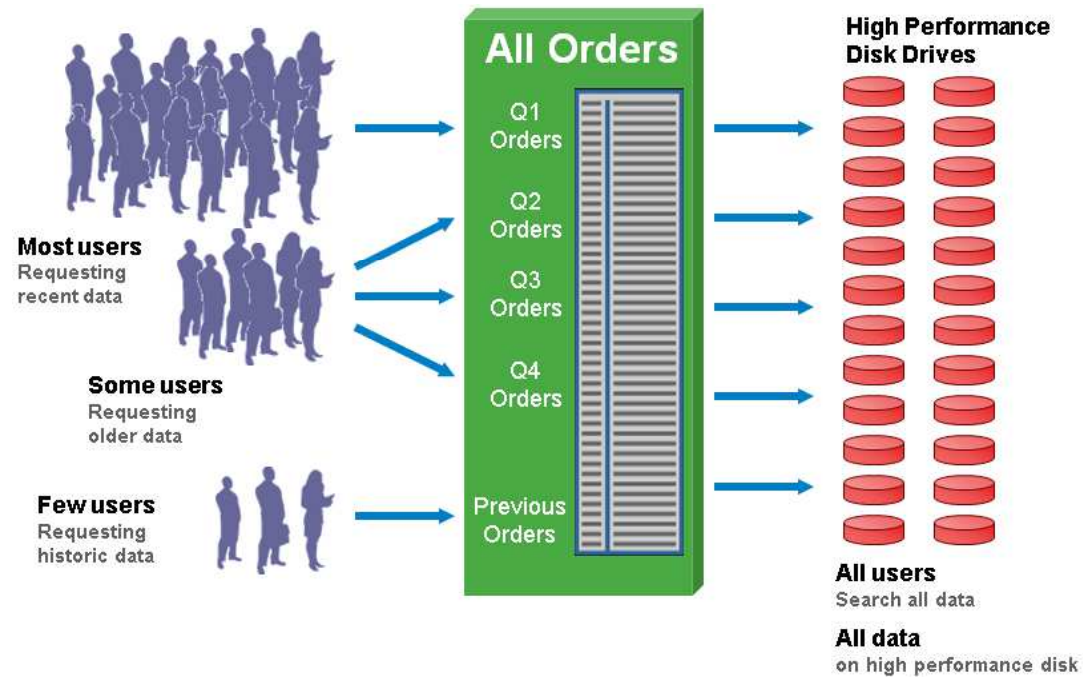 Most users
Requesting
recent data
Some users
Requesting
older data
Few users
Requesting
historic data
All Orders
Q1
Orders
Q2
Orders
Q3
Orders
Q4
Orders
Previous
Orders
High Performance
Disk Drives
All users
Search all data
All data
on high performance disk